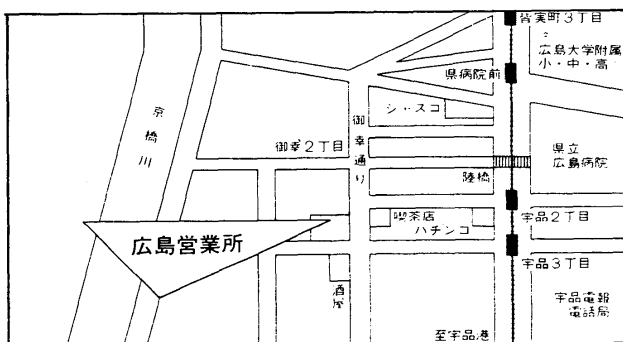 皆実町3丁目
広島大学附属
小・中・高
県病院前
ジャスコ
京橋川
御幸通り
御幸2丁目
県立
広島病院
陸橋
喫茶店
パチンコ
宇品2丁目
広島営業所
宇品3丁目
酒屋
宇品電報
電話局
至宇品港